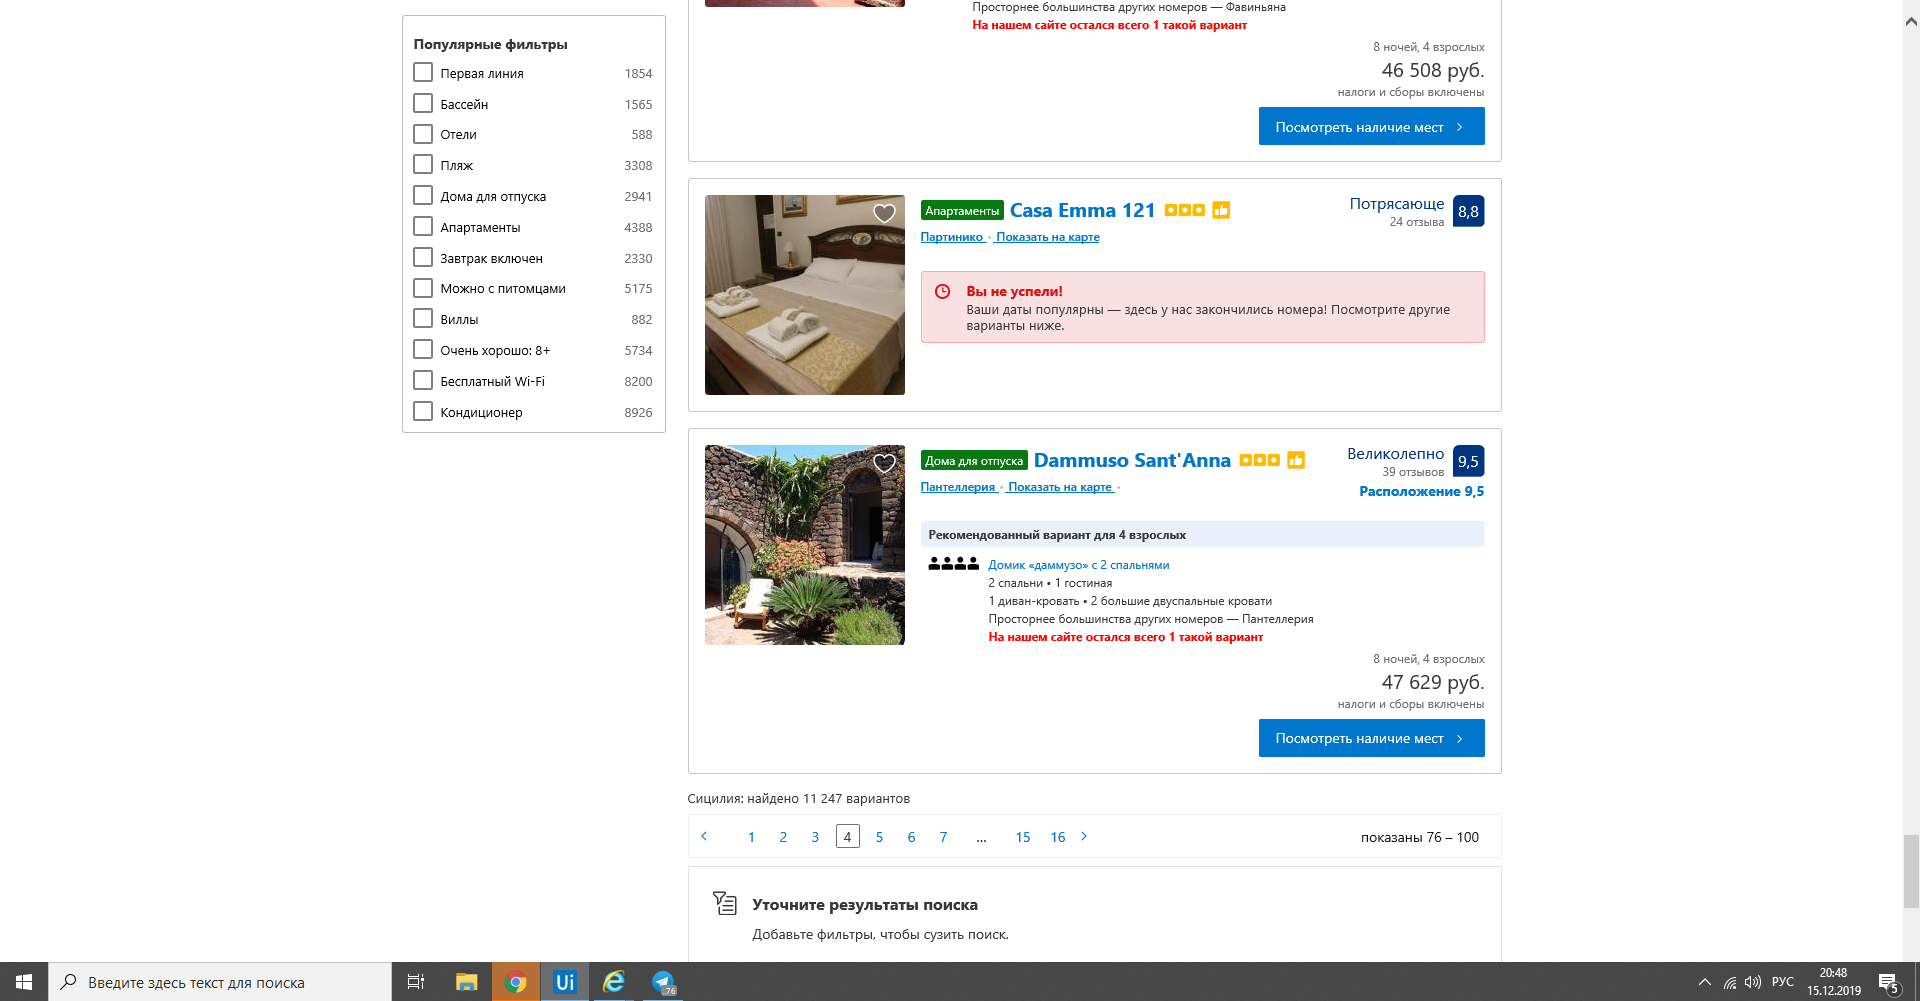 Популярные фильтры
Первая линия 1854
Бассейн 1565
Отели 588
Пляж 3308
Дома для отпуска 2941
Апартаменты 4388
Завтрак включен 2330
Можно с питомцами 5175
Виллы 882
Очень хорошо: 8+ 5734
Бесплатный Wi-Fi 8200
Кондиционер 8926
Просторнее большинства других номеров — Фавиньяна
На нашем сайте остался всего 1 такой вариант
8 ночей, 4 взрослых
46 508 руб.
налоги и сборы включены
Посмотреть наличие мест
Апартаменты Casa Emma 121
Потрясающе 8,8
24 отзыва
Партинико • Показать на карте
Вы не успели!
Ваши даты популярны — здесь у нас закончились номера! Посмотрите другие
варианты ниже.
Дома для отпуска Dammuso Sant'Anna
Великолепно 9,5
39 отзывов
Пантеллерия • Показать на карте •
Расположение 9,5
Рекомендованный вариант для 4 взрослых
Домик «даммузо» с 2 спальнями
2 спальни • 1 гостиная
1 диван-кровать • 2 большие двуспальные кровати
Просторнее большинства других номеров — Пантеллерия
На нашем сайте остался всего 1 такой вариант
8 ночей, 4 взрослых
47 629 руб.
налоги и сборы включены
Посмотреть наличие мест
Сицилия: найдено 11 247 вариантов
1 2 3 4 5 6 7 ... 15 16
показаны 76 – 100
Уточните результаты поиска
Добавьте фильтры, чтобы сузить поиск.
Введите здесь текст для поиска
Ui
76
РУС
20:48
15.12.2019
5